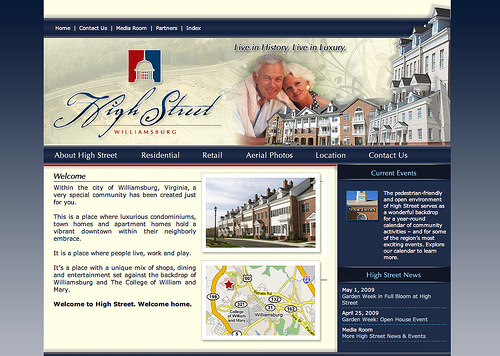 Home | Contact Us | Media Room | Partners | Index
Live in History. Live in Luxury.
High Street
WILLIAMSBURG
About High Street Residential Retail Aerial Photos Location Contact Us
Welcome
Within the city of Williamsburg, Virginia, a
very special community has been created just
for you.
This is a place where luxurious condominiums,
town homes and apartment homes hold a
vibrant downtown within their neighborly
embrace.
It is a place where people live, work and play.
It's a place with a unique mix of shops, dining
and entertainment set against the backdrop of
Williamsburg and The College of William and
Mary.
Welcome to High Street. Welcome home.
199
321
132
31
162
5
College
of William
and Mary
Williamsburg
Current Events
The pedestrian-friendly
and open environment
of High Street serves as
a wonderful backdrop
for a year-round
calendar of community
activities – and for some
of the region's most
exciting events. Explore
our calendar to learn
more.
High Street News
May 1, 2009
Garden Week in Full Bloom at High
Street
April 25, 2009
Garden Week: Open House Event
Media Room
More High Street News & Events